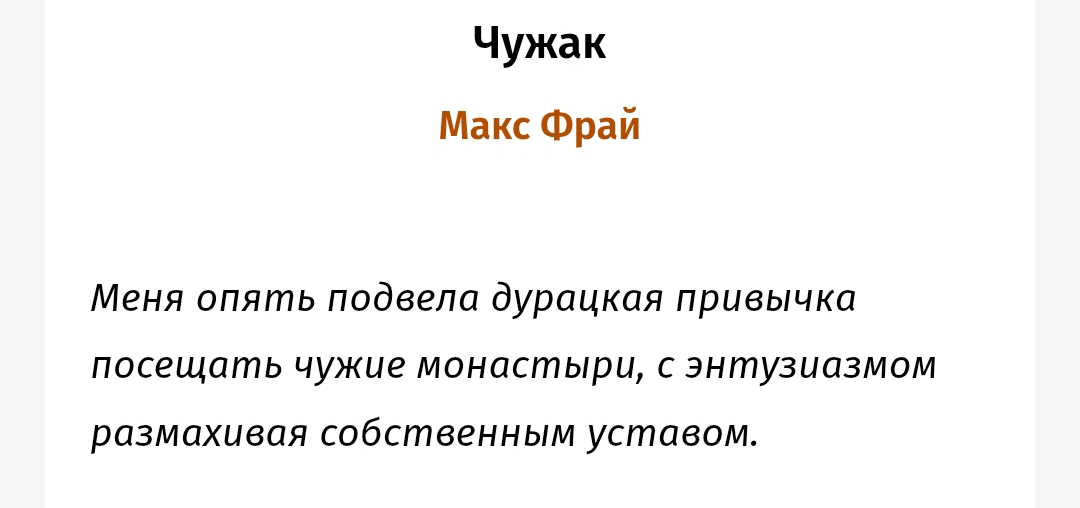 Чужак
Макс Фрай
Меня опять подвела дурацкая привычка
посещать чужие монастыри, с энтузиазмом
размахивая собственным уставом.